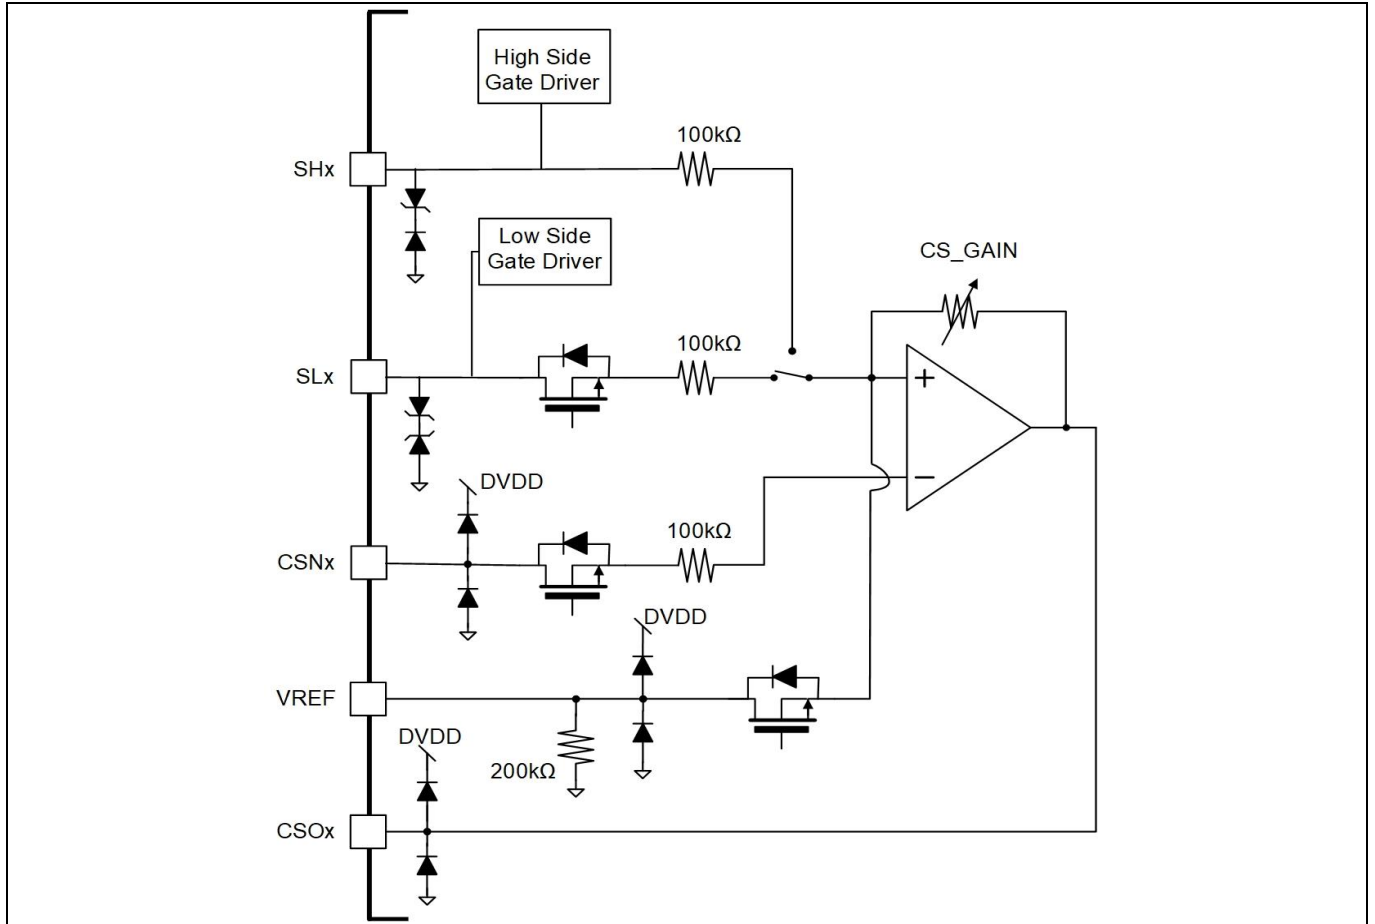 High Side
Gate Driver
100kΩ
SHx
Low Side
Gate Driver
CS_GAIN
100kΩ
SLx
+
−
DVDD
100kΩ
CSNx
DVDD
VREF
DVDD
200kΩ
CSOx